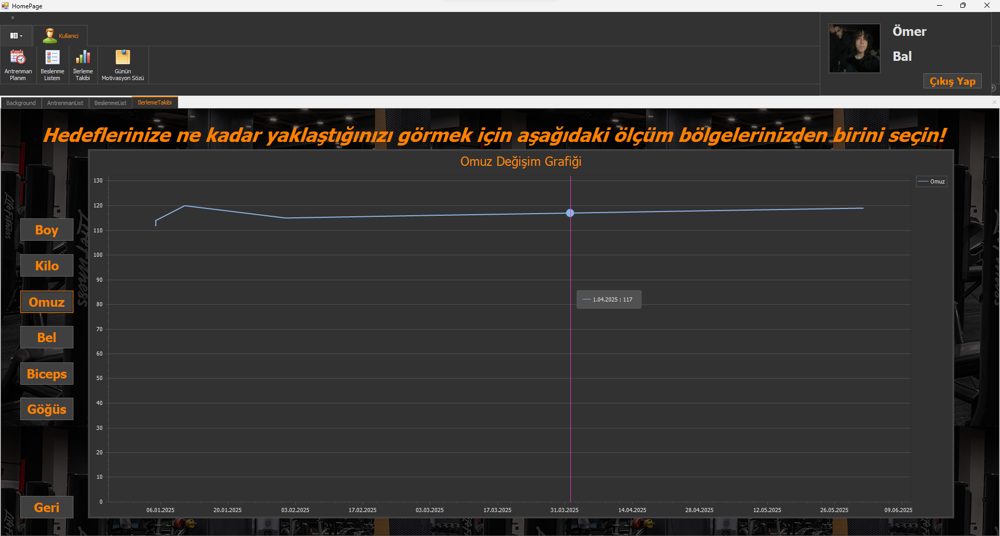 HomePage
Kullanici
Antrenman
Planım
Beslenme
Listem
İlerleme
Takibi
Günün
Motivasyon Sözü
Ömer
Bal
Çıkış Yap
Background
AntrenmanList
BeslenmeList
IlerlemeTakibi
Hedeflerinize ne kadar yaklaştığınızı görmek için aşağıdaki ölçüm bölgelerinizden birini seçin!
Omuz Değişim Grafiği
Omuz
130
120
110
100
90
80
70
60
50
40
30
20
10
0
1.04.2025 : 117
06.01.2025
20.01.2025
03.02.2025
17.02.2025
03.03.2025
17.03.2025
31.03.2025
14.04.2025
28.04.2025
12.05.2025
26.05.2025
09.06.2025
Boy
Kilo
Omuz
Bel
Biceps
Göğüs
Geri
LifeFitness
LifeFitness